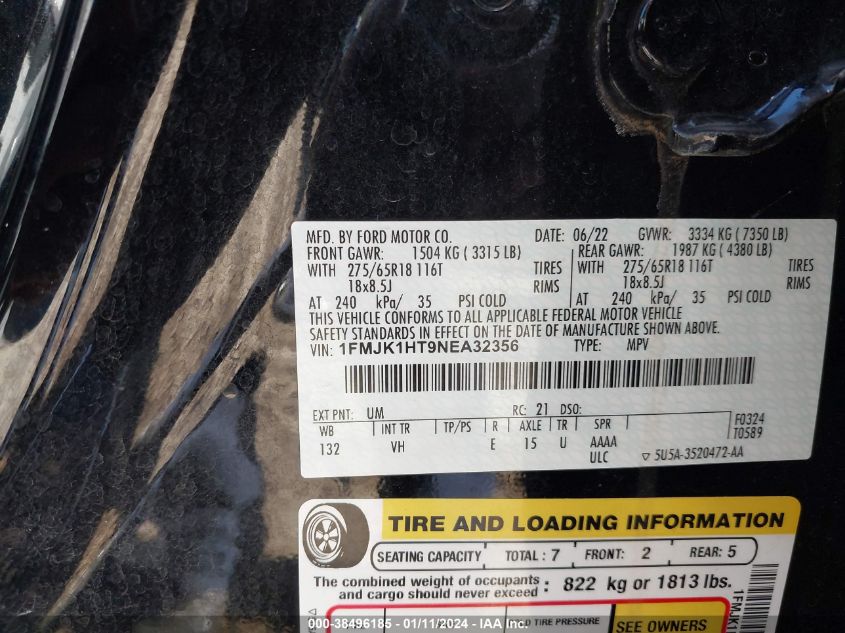 MFD. BY FORD MOTOR CO. DATE: 06/22 GVWR: 3334 KG ( 7350 LB)
FRONT GAWR: 1504 KG ( 3315 LB) REAR GAWR: 1987 KG ( 4380 LB)
WITH 275/65R18 116T TIRES WITH 275/65R18 116T TIRES
18x8.5J RIMS 18x8.5J RIMS
AT 240 kPa/ 35 PSI COLD AT 240 kPa/ 35 PSI COLD
THIS VEHICLE CONFORMS TO ALL APPLICABLE FEDERAL MOTOR VEHICLE
SAFETY STANDARDS IN EFFECT ON THE DATE OF MANUFACTURE SHOWN ABOVE.
VIN: 1FMJK1HT9NEA32356 TYPE: MPV
EXT PNT: UM RC: 21 DSO: F0324
WB INT TR TP/PS R AXLE TR SPR T0589
132 VH E 15 U AAAA
ULC ▽ 5U5A-3520472-AA
TIRE AND LOADING INFORMATION
SEATING CAPACITY TOTAL : 7 FRONT: 2 REAR: 5
The combined weight of occupants
and cargo should never exceed : 822 kg or 1813 lbs.
1FMJK1
TIRE PRESSURE SEE OWNERS
000-38496185 - 01/11/2024 - IAA Inc.